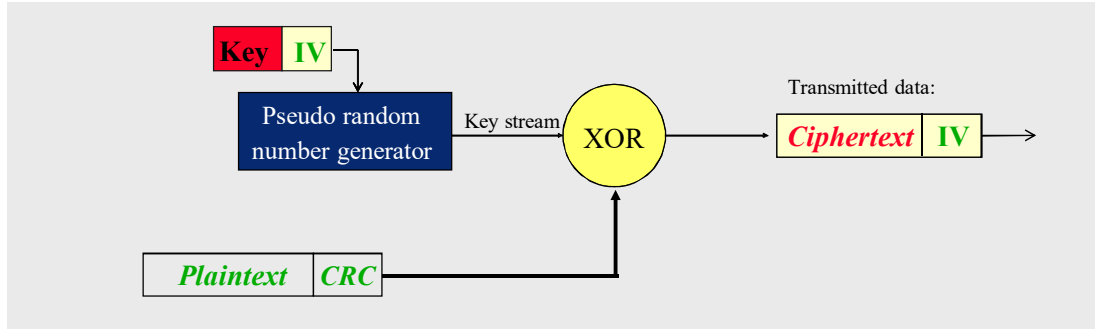 Key IV
Transmitted data:
Pseudo random
number generator
Key stream
XOR
Ciphertext IV
Plaintext CRC